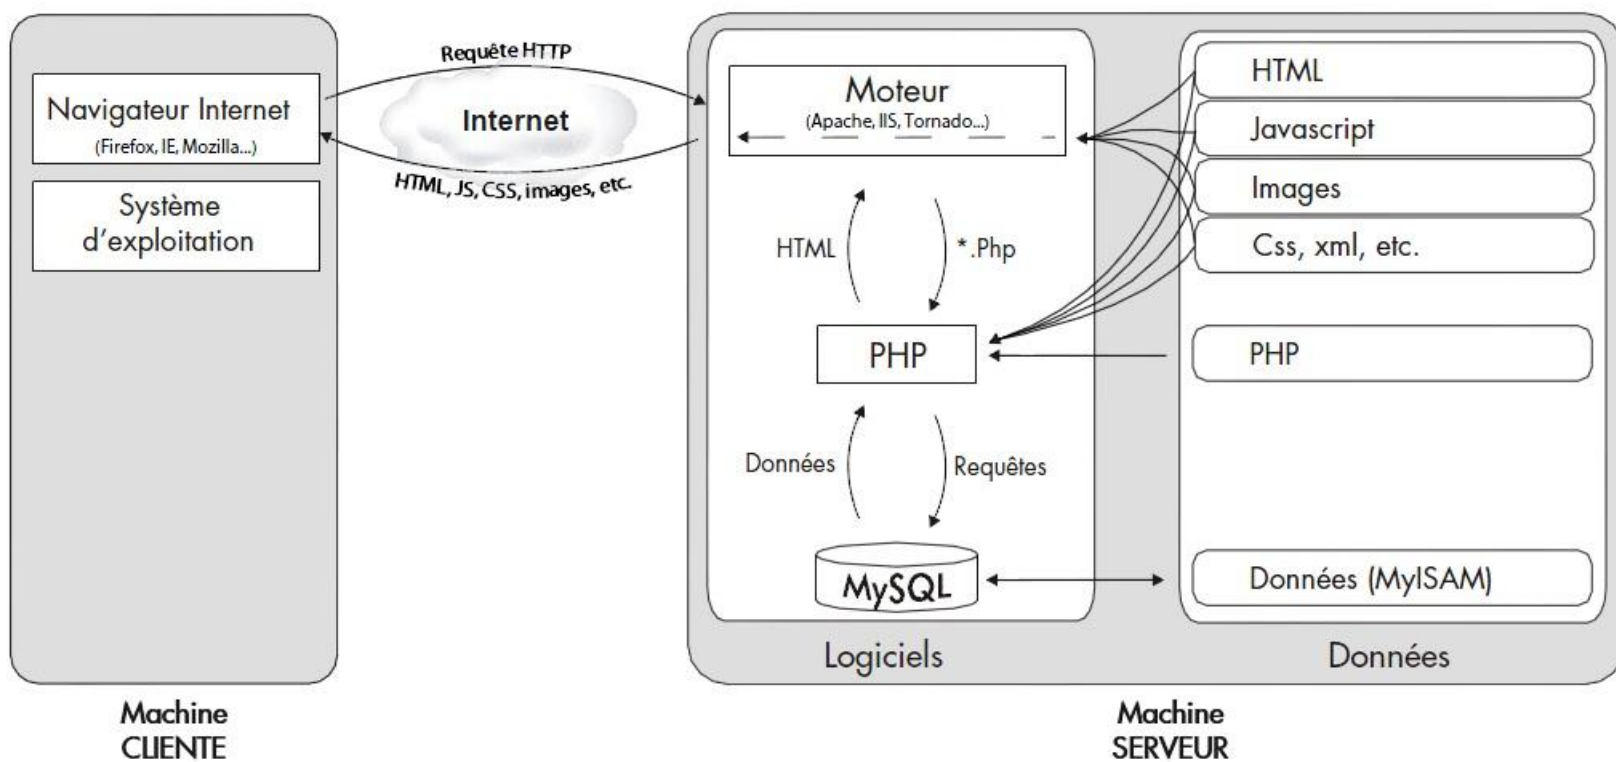 Navigateur Internet
(Firefox, IE, Mozilla...)
Système
d'exploitation
Machine
CLIENTE
Requête HTTP
Internet
HTML, JS, CSS, images, etc.
Moteur
(Apache, IIS, Tornado...)
HTML
*.Php
PHP
Données
Requêtes
MySQL
Logiciels
HTML
Javascript
Images
Css, xml, etc.
PHP
Données (MyISAM)
Données
Machine
SERVEUR